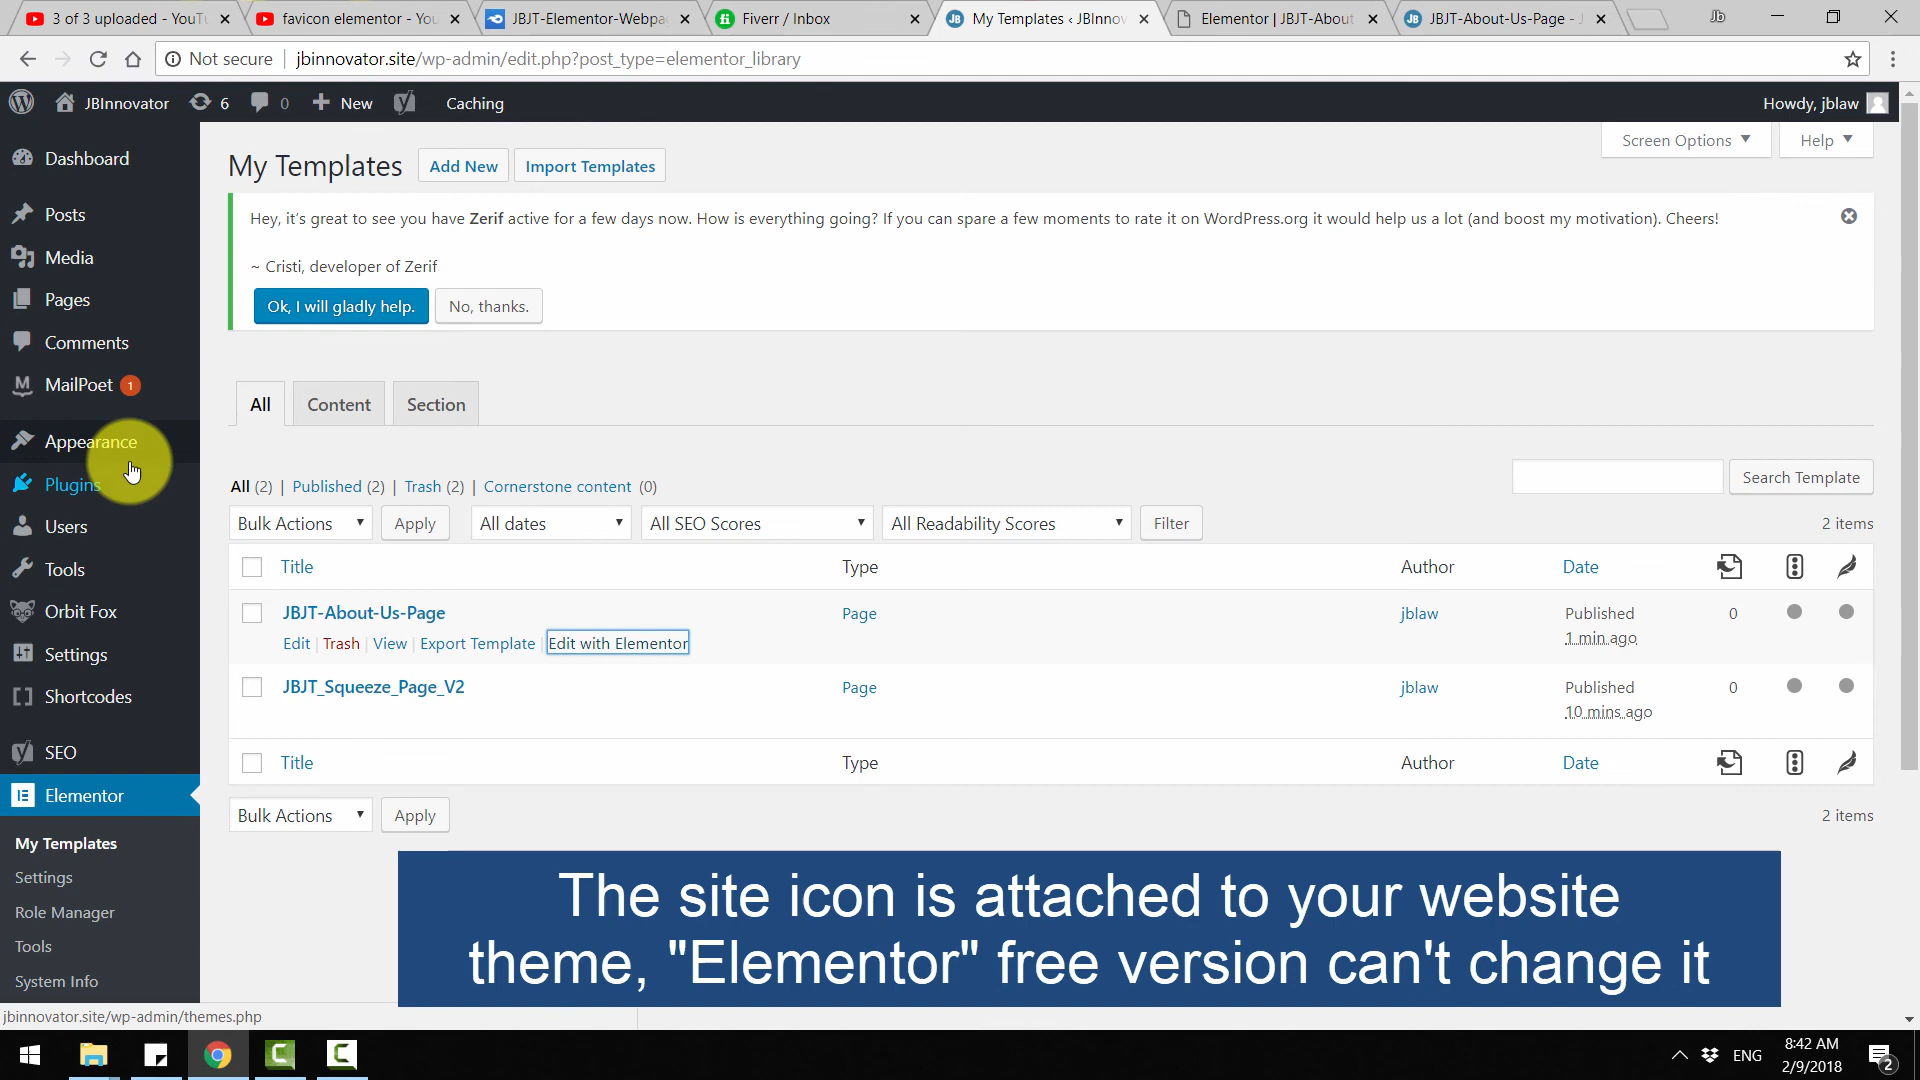 3 of 3 uploaded - YouTu
favicon elementor - You
JBJT-Elementor-Webpa
Fiverr / Inbox
My Templates ‹ JBInnov
Elementor | JBJT-About
JBJT-About-Us-Page - J
Jb
Not secure
jbinnovator.site/wp-admin/edit.php?post_type=elementor_library
JBInnovator
6
0
New
Caching
Howdy, jblaw
Dashboard
Posts
Media
Pages
Comments
MailPoet 1
Appearance
Plugins
Users
Tools
Orbit Fox
Settings
Shortcodes
SEO
Elementor
My Templates
Settings
Role Manager
Tools
System Info
jbinnovator.site/wp-admin/themes.php
Screen Options
Help
My Templates
Add New
Import Templates
Hey, it's great to see you have Zerif active for a few days now. How is everything going? If you can spare a few moments to rate it on WordPress.org it would help us a lot (and boost my motivation). Cheers!
~ Cristi, developer of Zerif
Ok, I will gladly help.
No, thanks.
All
Content
Section
All (2) | Published (2) | Trash (2) | Cornerstone content (0)
Search Template
Bulk Actions
Apply
All dates
All SEO Scores
All Readability Scores
Filter
2 items
Title
Type
Author
Date
JBJT-About-Us-Page
Page
jblaw
Published
0
1 min ago
Edit | Trash | View | Export Template | Edit with Elementor
JBJT_Squeeze_Page_V2
Page
jblaw
Published
0
10 mins ago
Title
Type
Author
Date
Bulk Actions
Apply
2 items
The site icon is attached to your website
theme, "Elementor" free version can't change it
ENG
8:42 AM
2/9/2018
2